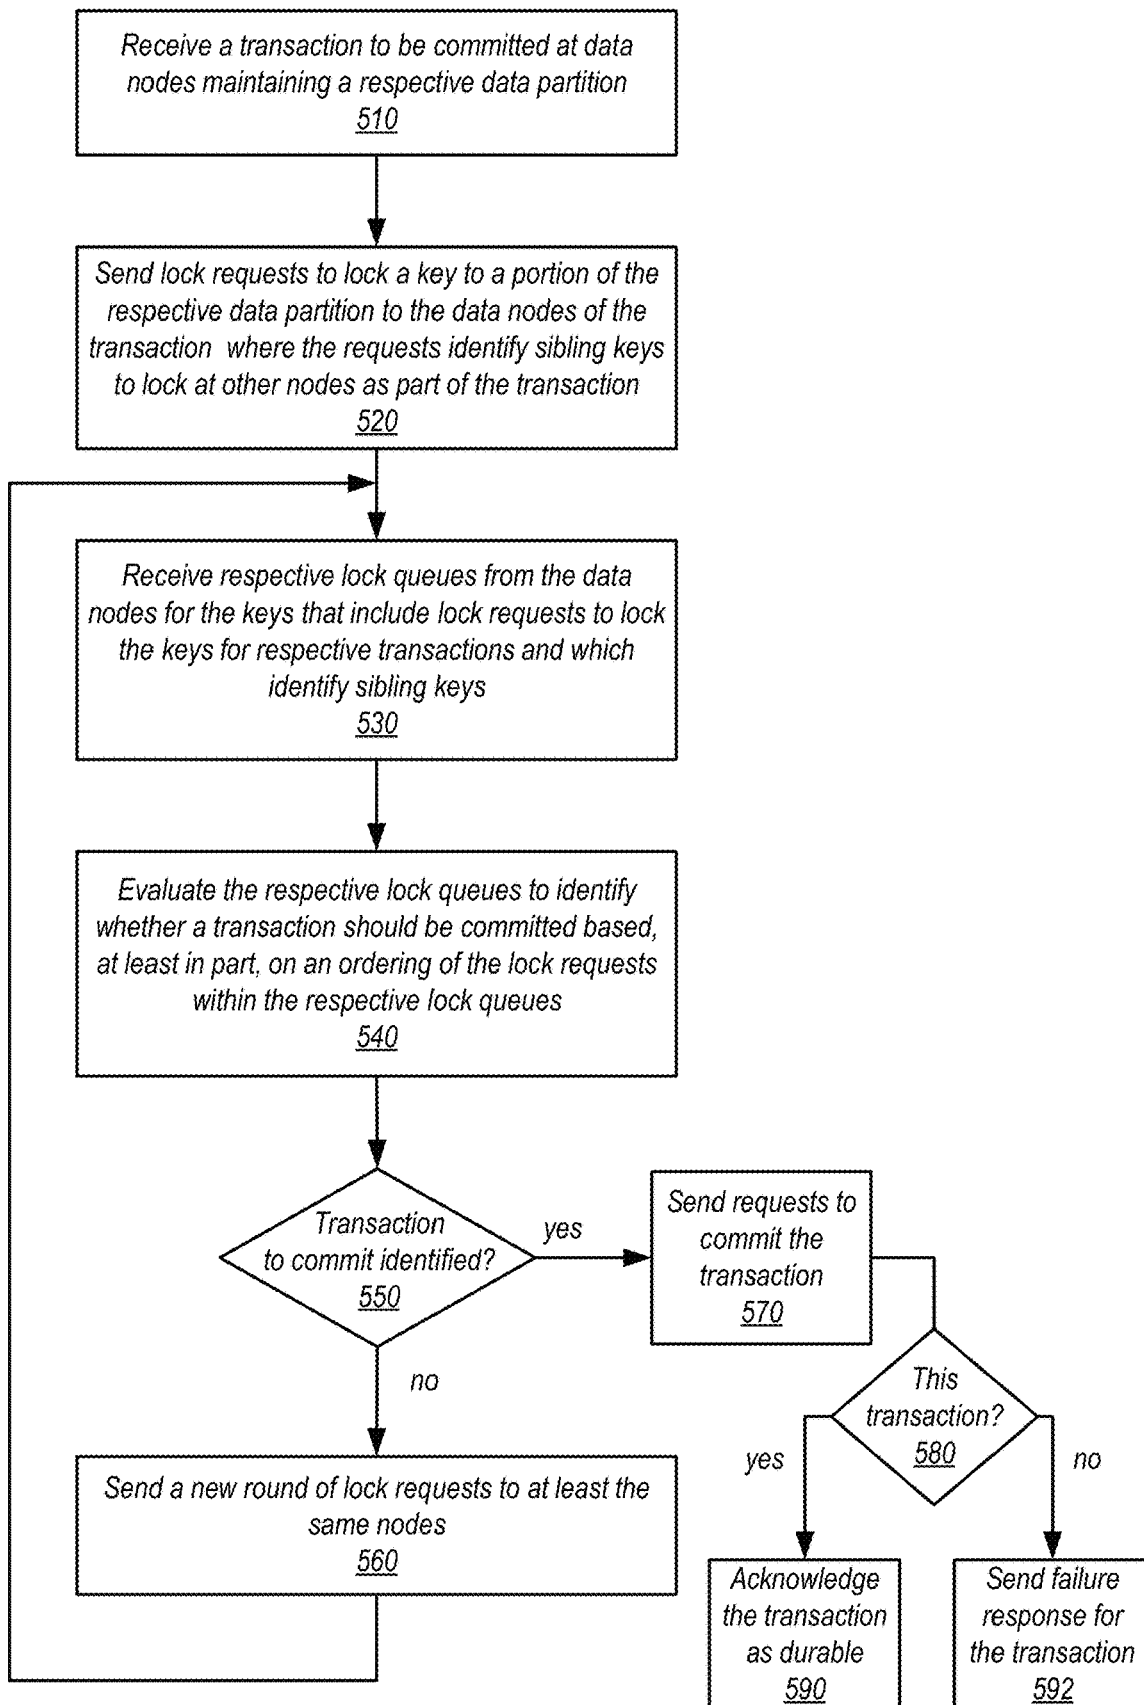 Receive a transaction to be committed at data
nodes maintaining a respective data partition
510
Send lock requests to lock a key to a portion of the
respective data partition to the data nodes of the
transaction where the requests identify sibling keys
to lock at other nodes as part of the transaction
520
Receive respective lock queues from the data
nodes for the keys that include lock requests to lock
the keys for respective transactions and which
identify sibling keys
530
Evaluate the respective lock queues to identify
whether a transaction should be committed based,
at least in part, on an ordering of the lock requests
within the respective lock queues
540
Transaction
to commit identified?
550
yes
Send requests to
commit the
transaction
570
no
This
transaction?
580
yes
no
Send a new round of lock requests to at least the
same nodes
560
Acknowledge
the transaction
as durable
590
Send failure
response for
the transaction
592